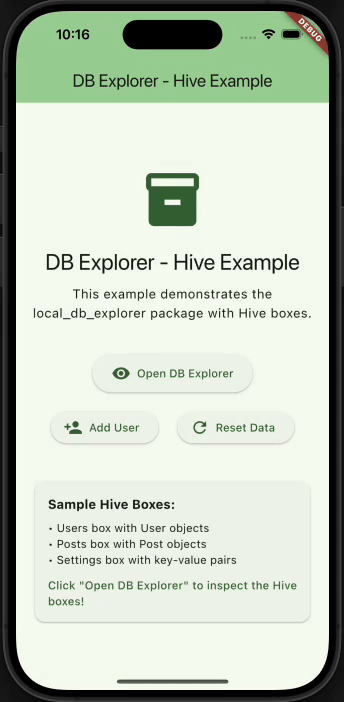 10:16
DEBUG
DB Explorer - Hive Example
DB Explorer - Hive Example
This example demonstrates the
local_db_explorer package with Hive boxes.
Open DB Explorer
Add User
Reset Data
Sample Hive Boxes:
• Users box with User objects
• Posts box with Post objects
• Settings box with key-value pairs
Click "Open DB Explorer" to inspect the Hive
boxes!